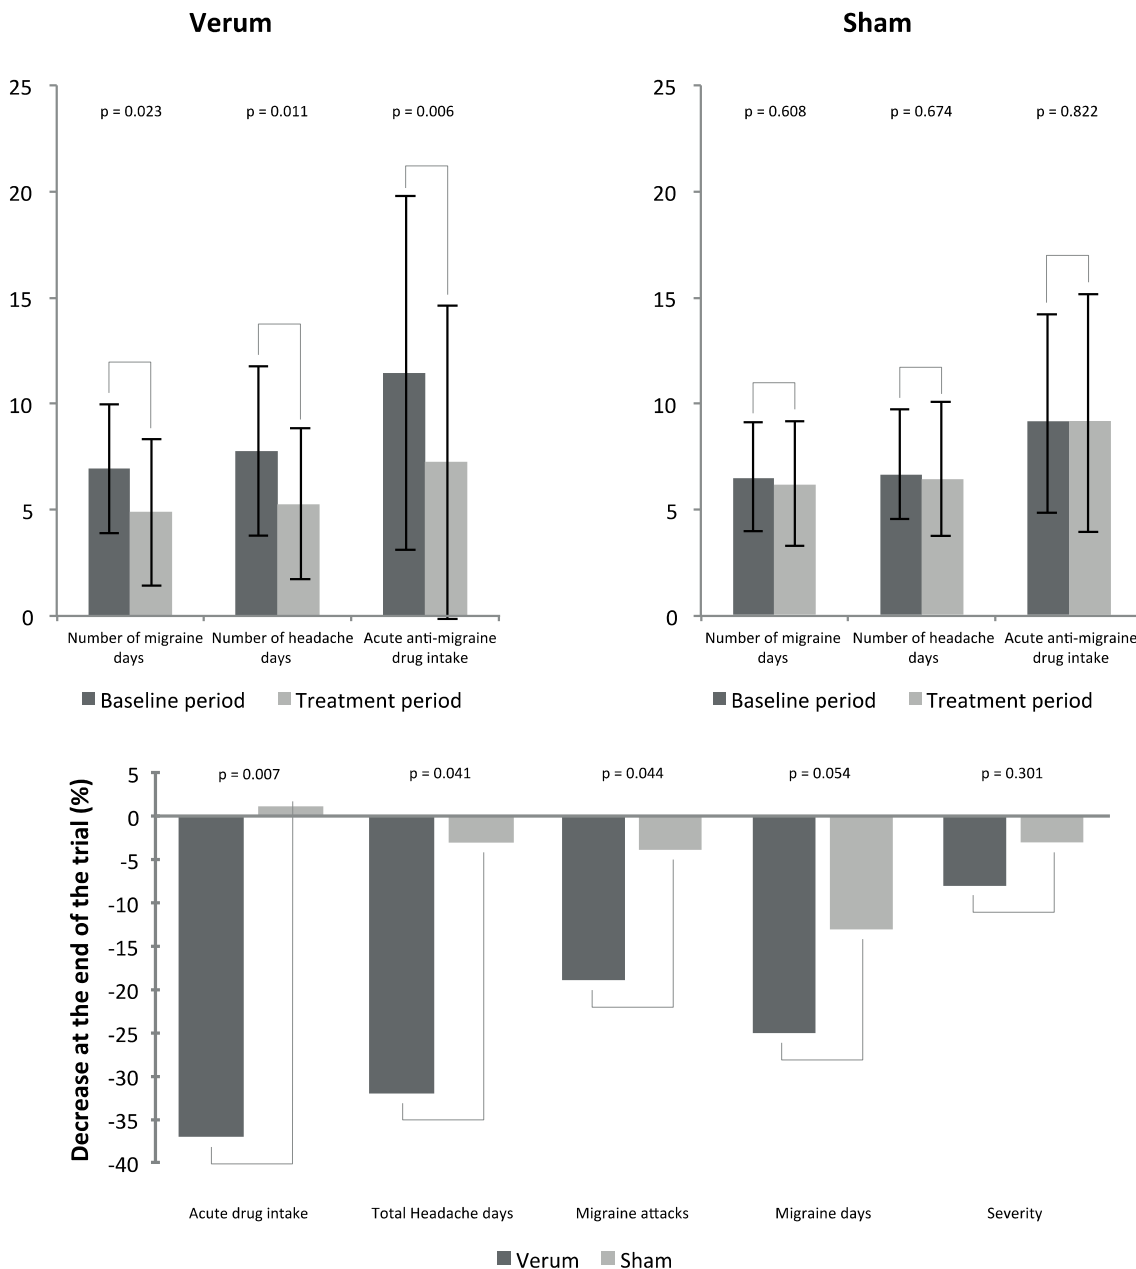 Verum
25
20
15
10
5
0
p = 0.023
p = 0.011
p = 0.006
Number of migraine
days
Number of headache
days
Acute anti-migraine
drug intake
Baseline period
Treatment period
Sham
25
20
15
10
5
0
p = 0.608
p = 0.674
p = 0.822
Number of migraine
days
Number of headache
days
Acute anti-migraine
drug intake
Baseline period
Treatment period
Decrease at the end of the trial (%)
5
0
-5
-10
-15
-20
-25
-30
-35
-40
p = 0.007
p = 0.041
p = 0.044
p = 0.054
p = 0.301
Acute drug intake
Total Headache days
Migraine attacks
Migraine days
Severity
Verum
Sham